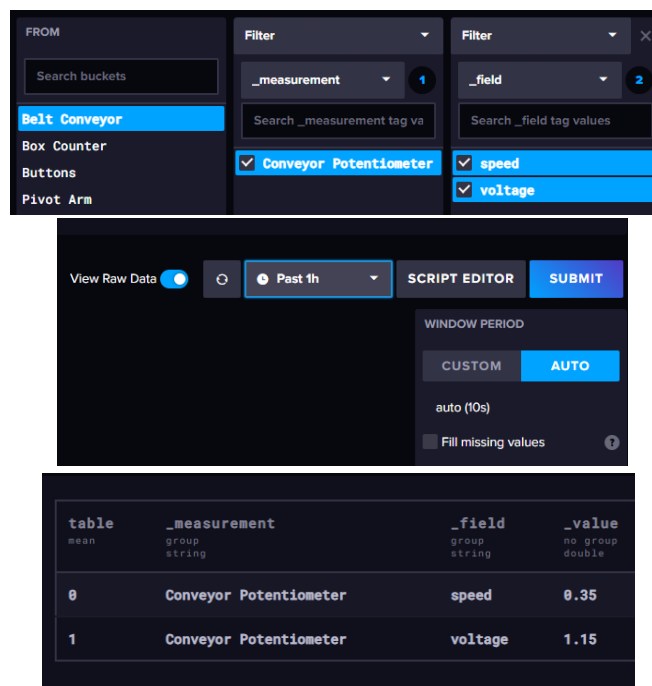 FROM
Search buckets
Belt Conveyor
Box Counter
Buttons
Pivot Arm
Filter
_measurement 1
Search _measurement tag va
Conveyor Potentiometer
Filter
_field 2
Search _field tag values
speed
voltage
View Raw Data Past 1h SCRIPT EDITOR SUBMIT
WINDOW PERIOD
CUSTOM AUTO
auto (10s)
Fill missing values ?
table _measurement _field _value
mean group group no group
string string double
0 Conveyor Potentiometer speed 0.35
1 Conveyor Potentiometer voltage 1.15